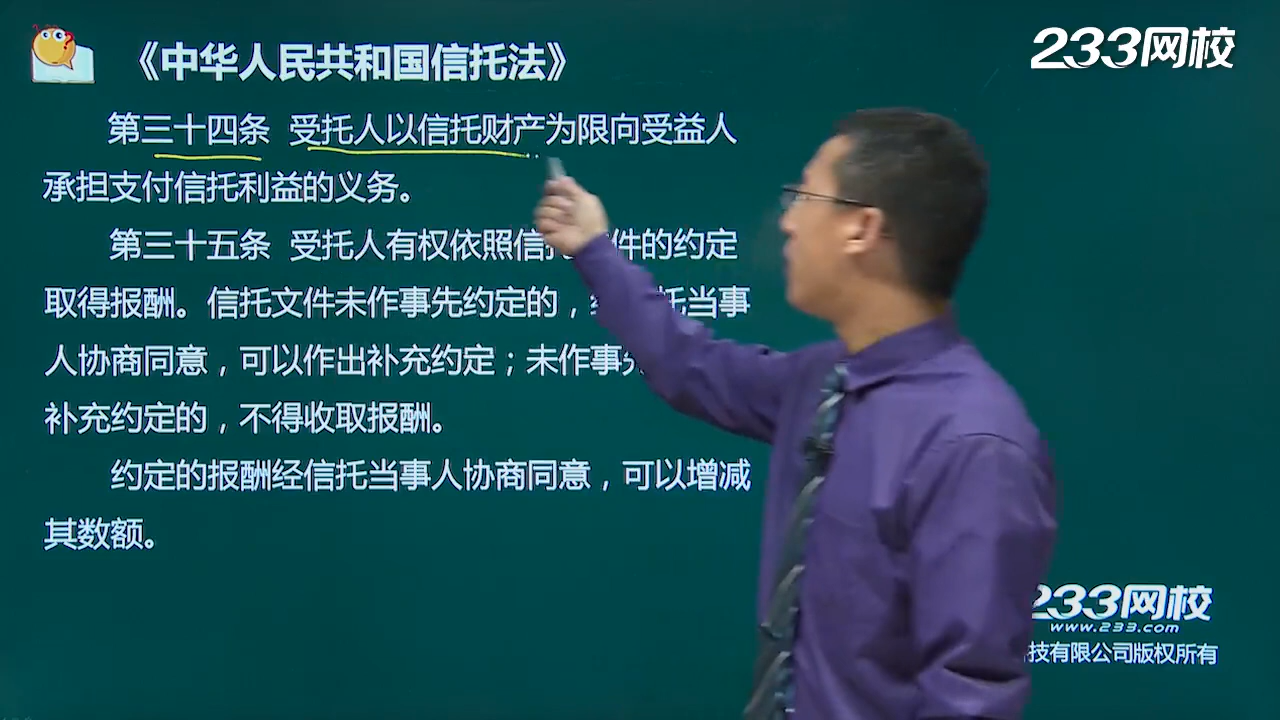 《中华人民共和国信托法》
233网校
第三十四条 受托人以信托财产为限向受益人
承担支付信托利益的义务。
第三十五条 受托人有权依照信托 件的约定
取得报酬。信托文件未作事先约定的， 托当事
人协商同意，可以作出补充约定；未作事
补充约定的，不得收取报酬。
约定的报酬经信托当事人协商同意，可以增减
其数额。
233网校
www.233.com
技有限公司版权所有